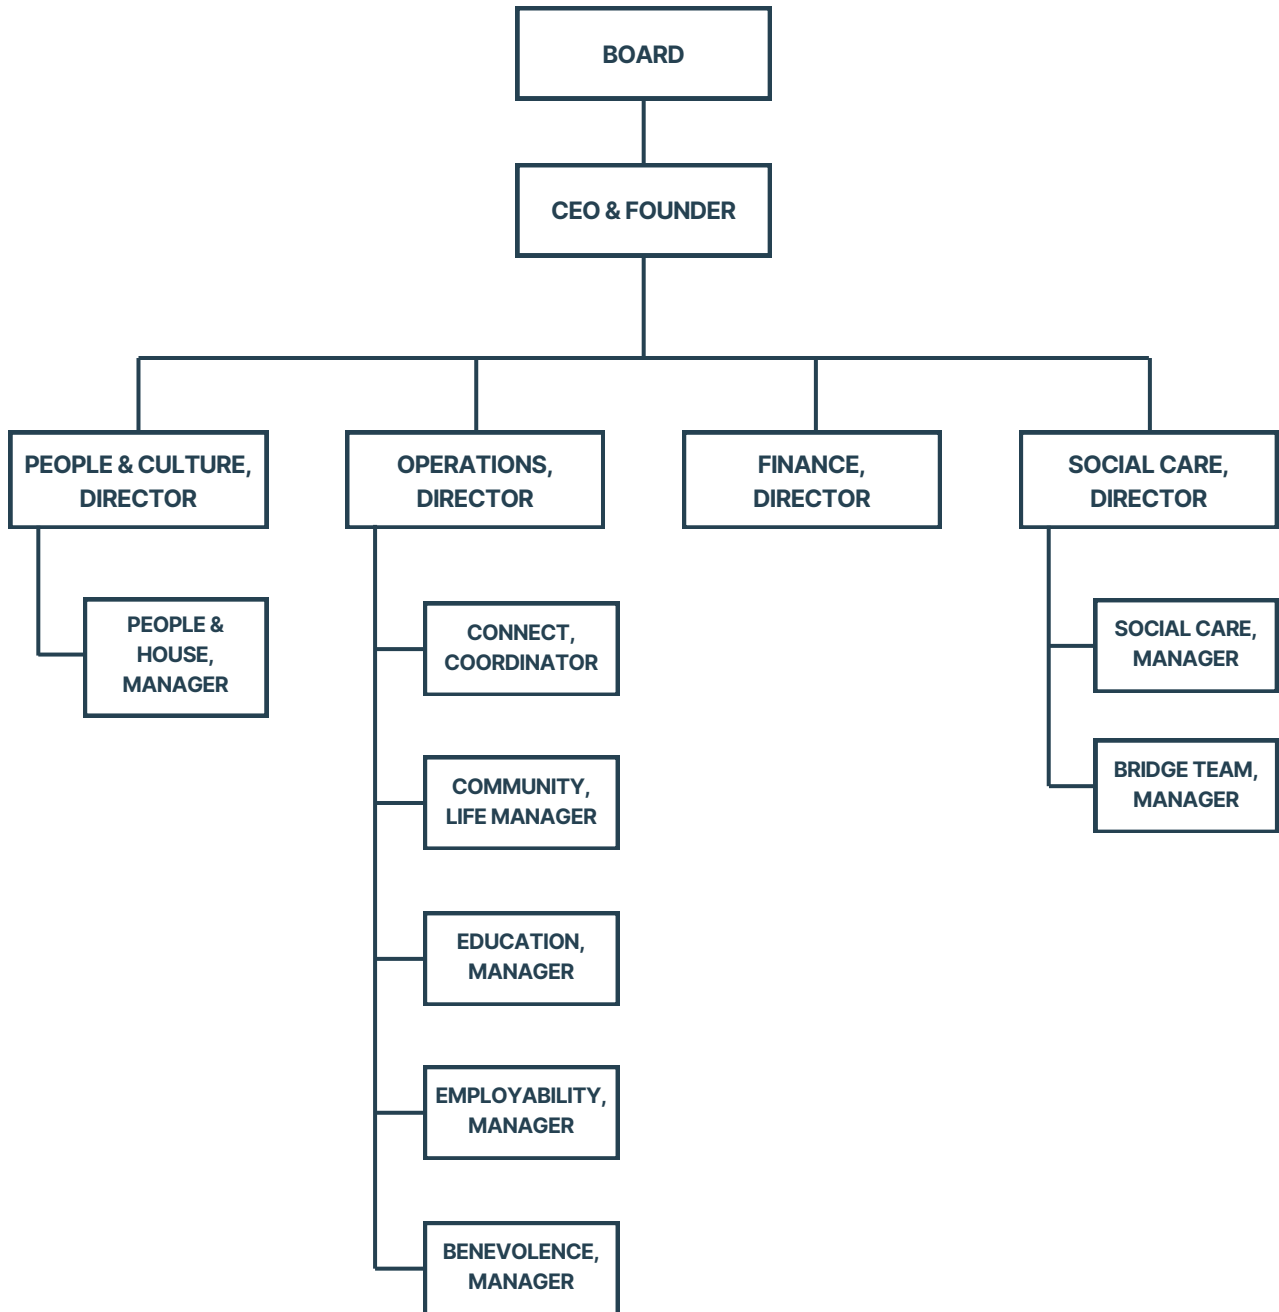 BOARD
CEO & FOUNDER
PEOPLE & CULTURE,
DIRECTOR
OPERATIONS,
DIRECTOR
FINANCE,
DIRECTOR
SOCIAL CARE,
DIRECTOR
PEOPLE &
HOUSE,
MANAGER
CONNECT,
COORDINATOR
COMMUNITY,
LIFE MANAGER
EDUCATION,
MANAGER
EMPLOYABILITY,
MANAGER
BENEVOLENCE,
MANAGER
SOCIAL CARE,
MANAGER
BRIDGE TEAM,
MANAGER